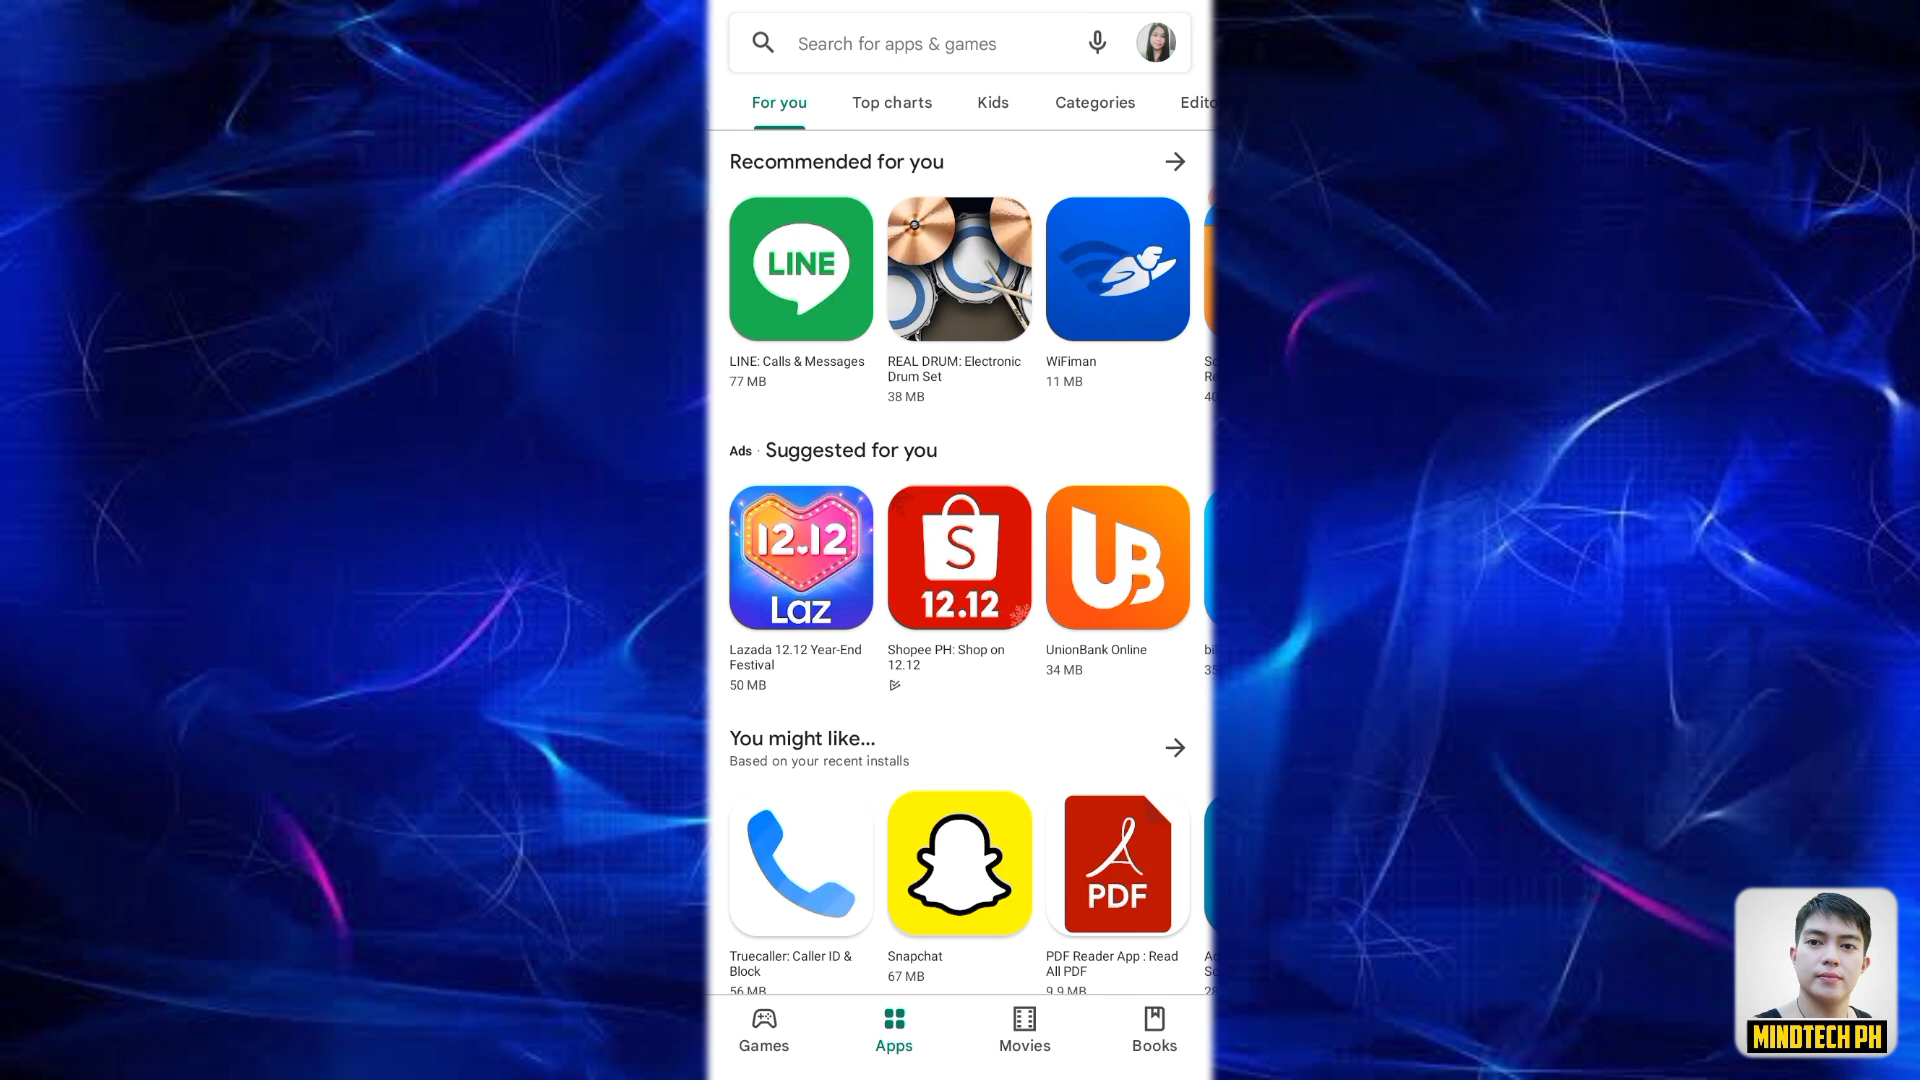 Search for apps & games
For you Top charts Kids Categories Edito
Recommended for you
LINE
LINE: Calls & Messages
77 MB
REAL DRUM: Electronic
Drum Set
38 MB
WiFiman
11 MB
Ads · Suggested for you
12.12
Laz
S
12.12
UB
Lazada 12.12 Year-End
Festival
50 MB
Shopee PH: Shop on
12.12
UnionBank Online
34 MB
You might like...
Based on your recent installs
PDF
Truecaller: Caller ID &
Block
56 MB
Snapchat
67 MB
PDF Reader App : Read
All PDF
9.9 MB
Games Apps Movies Books
MINDTECH PH